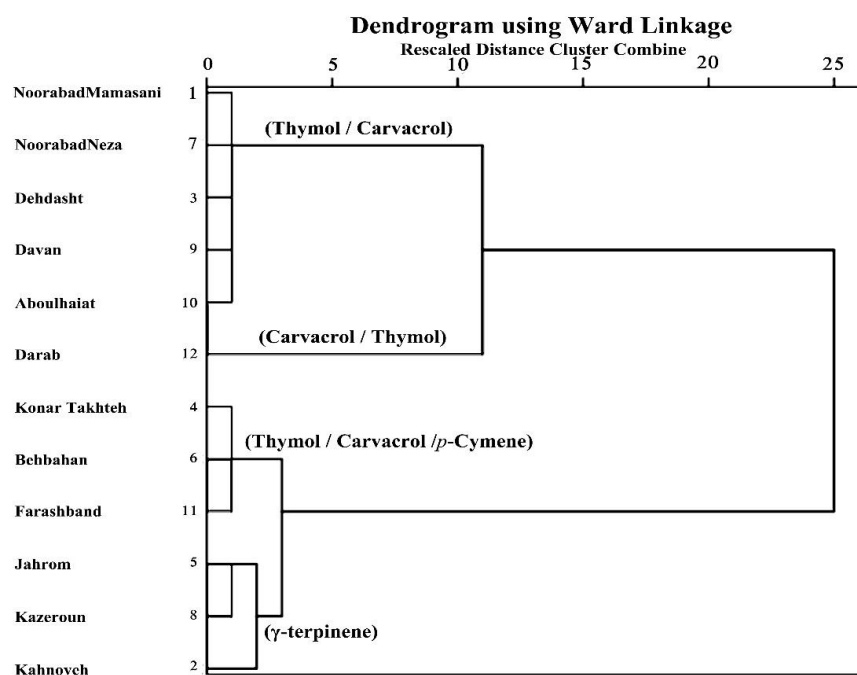 Dendrogram using Ward Linkage
Rescaled Distance Cluster Combine
0 5 10 15 20 25
NoorabadMamasani 1
(Thymol / Carvacrol)
NoorabadNeza 7
Dehdasht 3
Davan 9
Aboulhaiat 10
(Carvacrol / Thymol)
Darab 12
Konar Takhteh 4
(Thymol / Carvacrol /p-Cymene)
Behbahan 6
Farashband 11
Jahrom 5
Kazeroun 8
(γ-terpinene)
Kahnoyeh 2